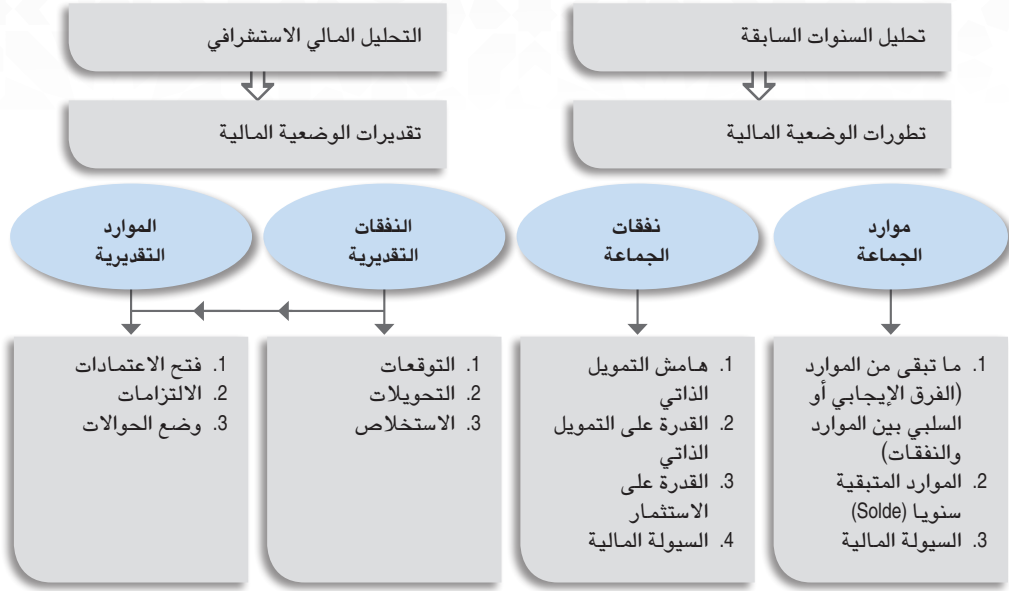 تحليل السنوات السابقة
تطورات الوضعية المالية
موارد
الجماعة
1. ما تبقى من الموارد
(الفرق الإيجابي أو
السلبي بين الموارد
والنفقات)
2. الموارد المتبقية
سنويا (Solde)
3. السيولة المالية
نفقات
الجماعة
1. هامش التمويل
الذاتي
2. القدرة على التمويل
الذاتي
3. القدرة على
الاستثمار
4. السيولة المالية
التحليل المالي الاستشرافي
تقديرات الوضعية المالية
النفقات
التقديرية
1. التوقعات
2. التحويلات
3. الاستخلاص
الموارد
التقديرية
1. فتح الاعتمادات
2. الالتزامات
3. وضع الحوالات